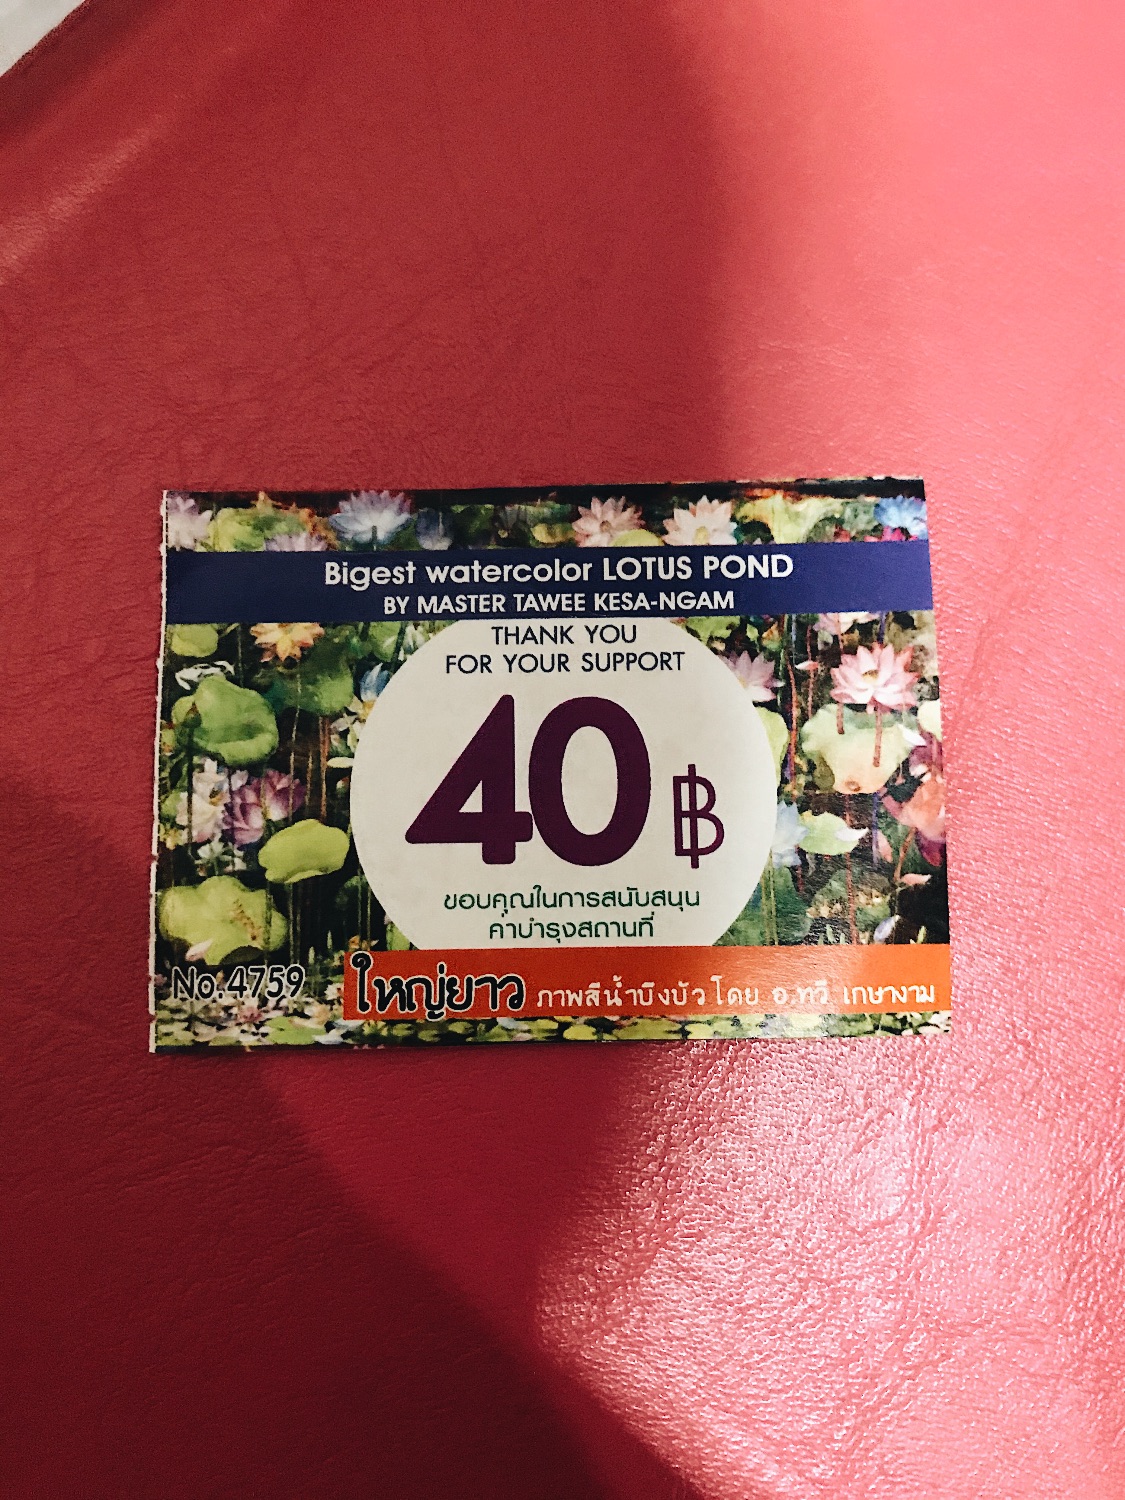 Bigest watercolor LOTUS POND
BY MASTER TAWEE KESA-NGAM
THANK YOU
FOR YOUR SUPPORT
40 ฿
ขอบคุณในการสนับสนุน
ค่าบำรุงสถานที่
No.4759
ใหญ่ยาว ภาพสีน้ำบึงบัวโดย อ.ทวี เกษางาม